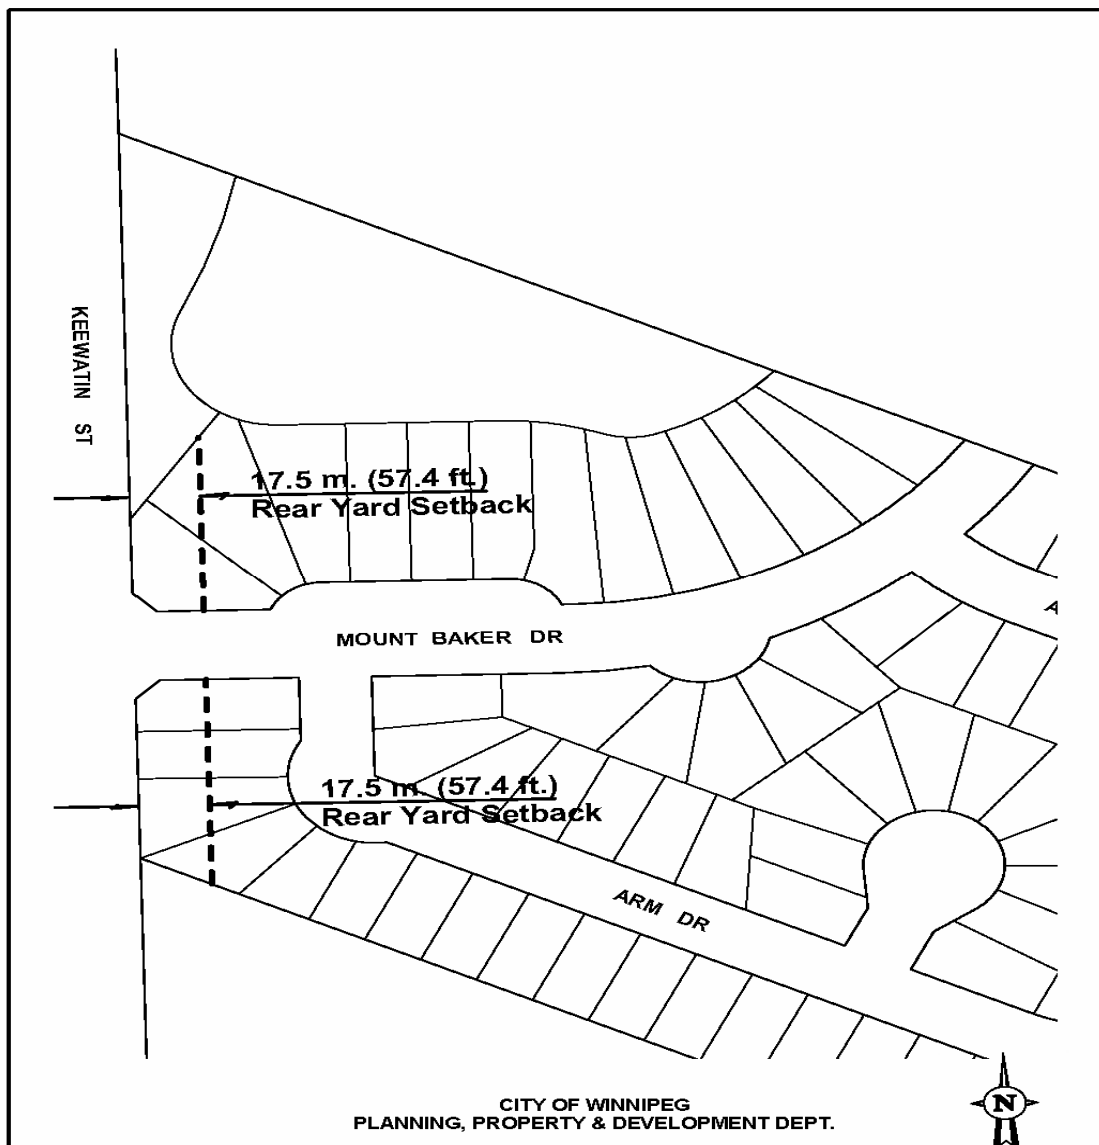 KEEWATIN ST
17.5 m. (57.4 ft.)
Rear Yard Setback
MOUNT BAKER DR
A
17.5 m. (57.4 ft.)
Rear Yard Setback
ARM DR
N
CITY OF WINNIPEG
PLANNING, PROPERTY & DEVELOPMENT DEPT.